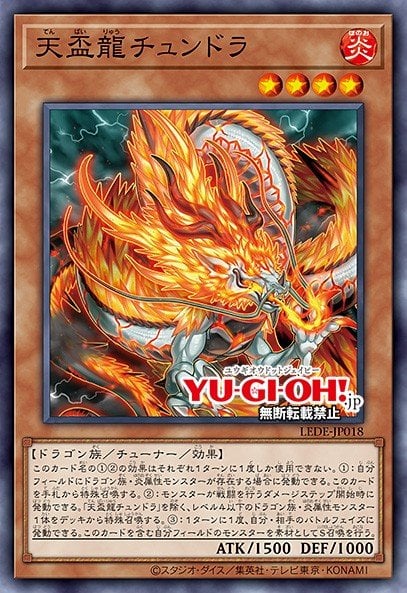 てん ぱい りゅう
天盃龍チュンドラ
ほのお
炎
ユウギオウドットジェイピー
YU-GI-OH!.jp
無断転載禁止
LEDE-JP018
【ドラゴン族/チューナー/効果】
このカード名の①②の効果はそれぞれ1ターンに1度しか使用できない。①:自分
フィールドにドラゴン族・炎属性モンスターが存在する場合に発動できる。このカード
を手札から特殊召喚する。②:モンスターが戦闘を行うダメージステップ開始時
に発動できる。「天盃龍チュンドラ」を除く、レベル4以下のドラゴン族・炎属性モンスター
1体をデッキから特殊召喚する。③:1ターンに1度、自分・相手のバトルフェイズに
発動できる。このカードを含む自分フィールドのモンスターを素材としてS召喚を行う。
ATK/1500 DEF/1000
©スタジオ・ダイス/集英社・テレビ東京・KONAMI